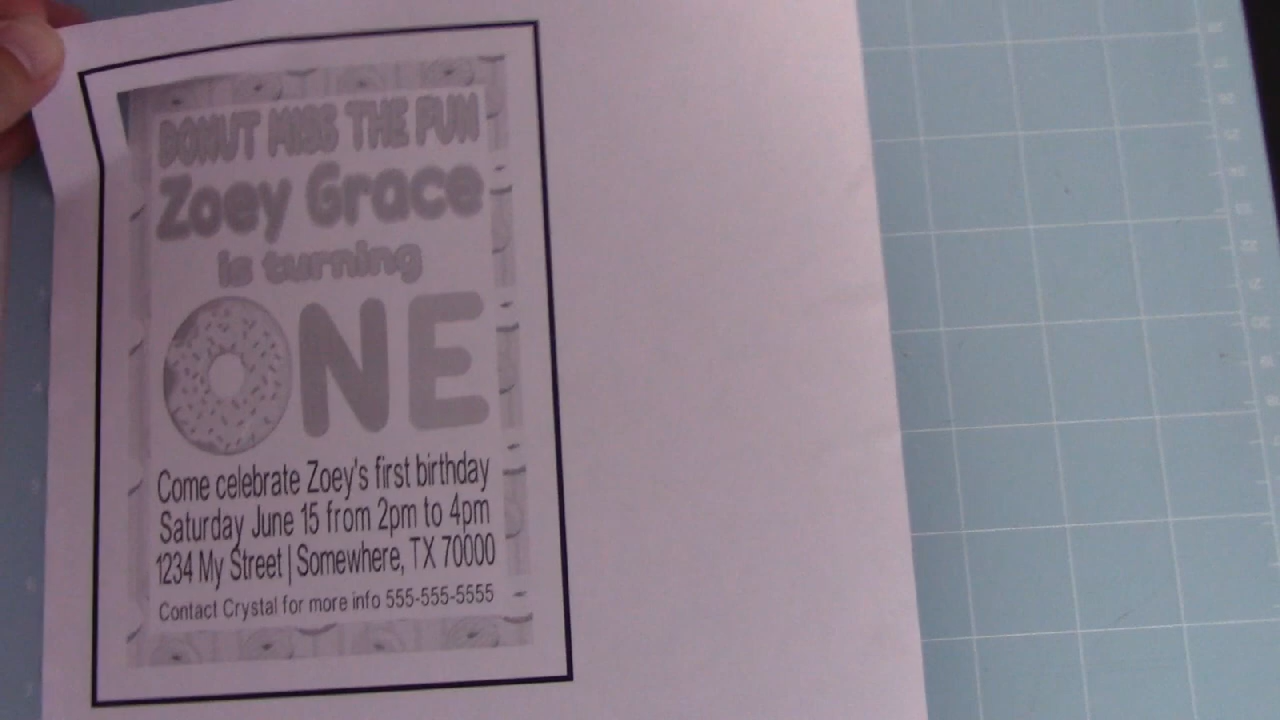 DONUT MISS THE FUN
Zoey Grace
is turning
ONE
Come celebrate Zoey's first birthday
Saturday June 15 from 2pm to 4pm
1234 My Street | Somewhere, TX 70000
Contact Crystal for more info 555-555-5555